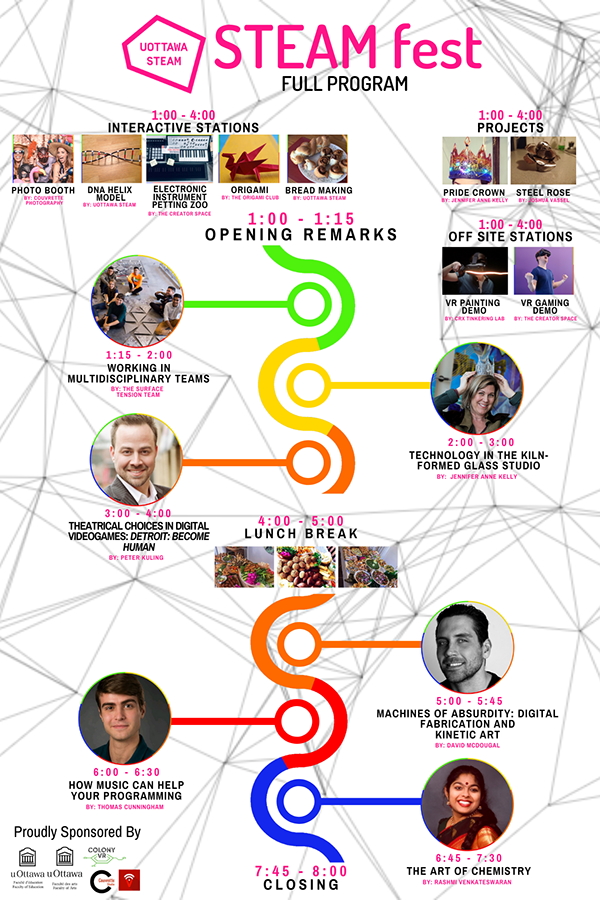 UOTTAWA
STEAM
STEAM fest
FULL PROGRAM
1:00 - 4:00
INTERACTIVE STATIONS
PHOTO BOOTH
BY: COUVRETTE
PHOTOGRAPHY
DNA HELIX
MODEL
BY: UOTTAWA STEAM
ELECTRONIC
INSTRUMENT
PETTING ZOO
BY: THE CREATOR SPACE
ORIGAMI
BY: THE ORIGAMI CLUB
BREAD MAKING
BY: UOTTAWA STEAM
1:00 - 4:00
PROJECTS
PRIDE CROWN
BY: JENNIFER ANNE KELLY
STEEL ROSE
BY: JOSHUA VASSEL
1:00 - 4:00
OFF SITE STATIONS
VR PAINTING
DEMO
BY: CRX TINKERING LAB
VR GAMING
DEMO
BY: THE CREATOR SPACE
1:00 - 1:15
OPENING REMARKS
1:15 - 2:00
WORKING IN
MULTIDISCIPLINARY TEAMS
BY: THE SURFACE
TENSION TEAM
2:00 - 3:00
TECHNOLOGY IN THE KILN-
FORMED GLASS STUDIO
BY: JENNIFER ANNE KELLY
3:00 - 4:00
THEATRICAL CHOICES IN DIGITAL
VIDEOGAMES: DETROIT: BECOME
HUMAN
BY: PETER KULING
4:00 - 5:00
LUNCH BREAK
5:00 - 5:45
MACHINES OF ABSURDITY: DIGITAL
FABRICATION AND
KINETIC ART
BY: DAVID MCDOUGAL
6:00 - 6:30
HOW MUSIC CAN HELP
YOUR PROGRAMMING
BY: THOMAS CUNNINGHAM
6:45 - 7:30
THE ART OF CHEMISTRY
BY: RASHMI VENKATESWARAN
7:45 - 8:00
CLOSING
Proudly Sponsored By
uOttawa
Faculté d'éducation
Faculty of Education
uOttawa
Faculté des arts
Faculty of Arts
COLONY
VR